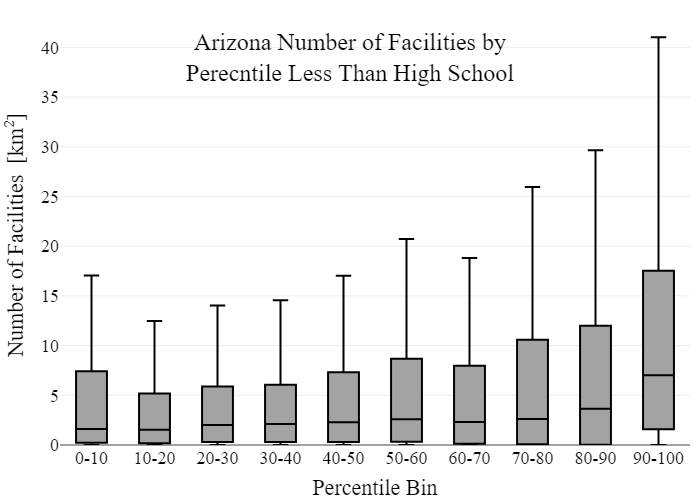 Arizona Number of Facilities by
Perecntile Less Than High School
Number of Facilities [km²]
40
35
30
25
20
15
10
5
0
0-10 10-20 20-30 30-40 40-50 50-60 60-70 70-80 80-90 90-100
Percentile Bin